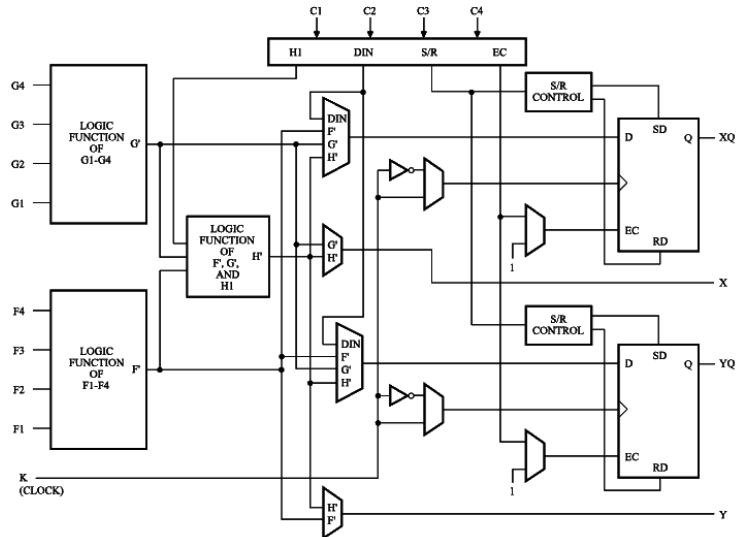 C1 C2 C3 C4
H1 DIN S/R EC
G4
G3
G2
G1
LOGIC
FUNCTION
OF
G1-G4
G'
S/R
CONTROL
DIN
F'
G'
H'
D
SD
Q
XQ
EC
RD
1
LOGIC
FUNCTION
OF
F', G',
AND
H1
H'
G'
H'
X
F4
F3
F2
F1
LOGIC
FUNCTION
OF
F1-F4
F'
S/R
CONTROL
DIN
F'
G'
H'
D
SD
Q
YQ
EC
RD
1
K
(CLOCK)
H'
F'
Y